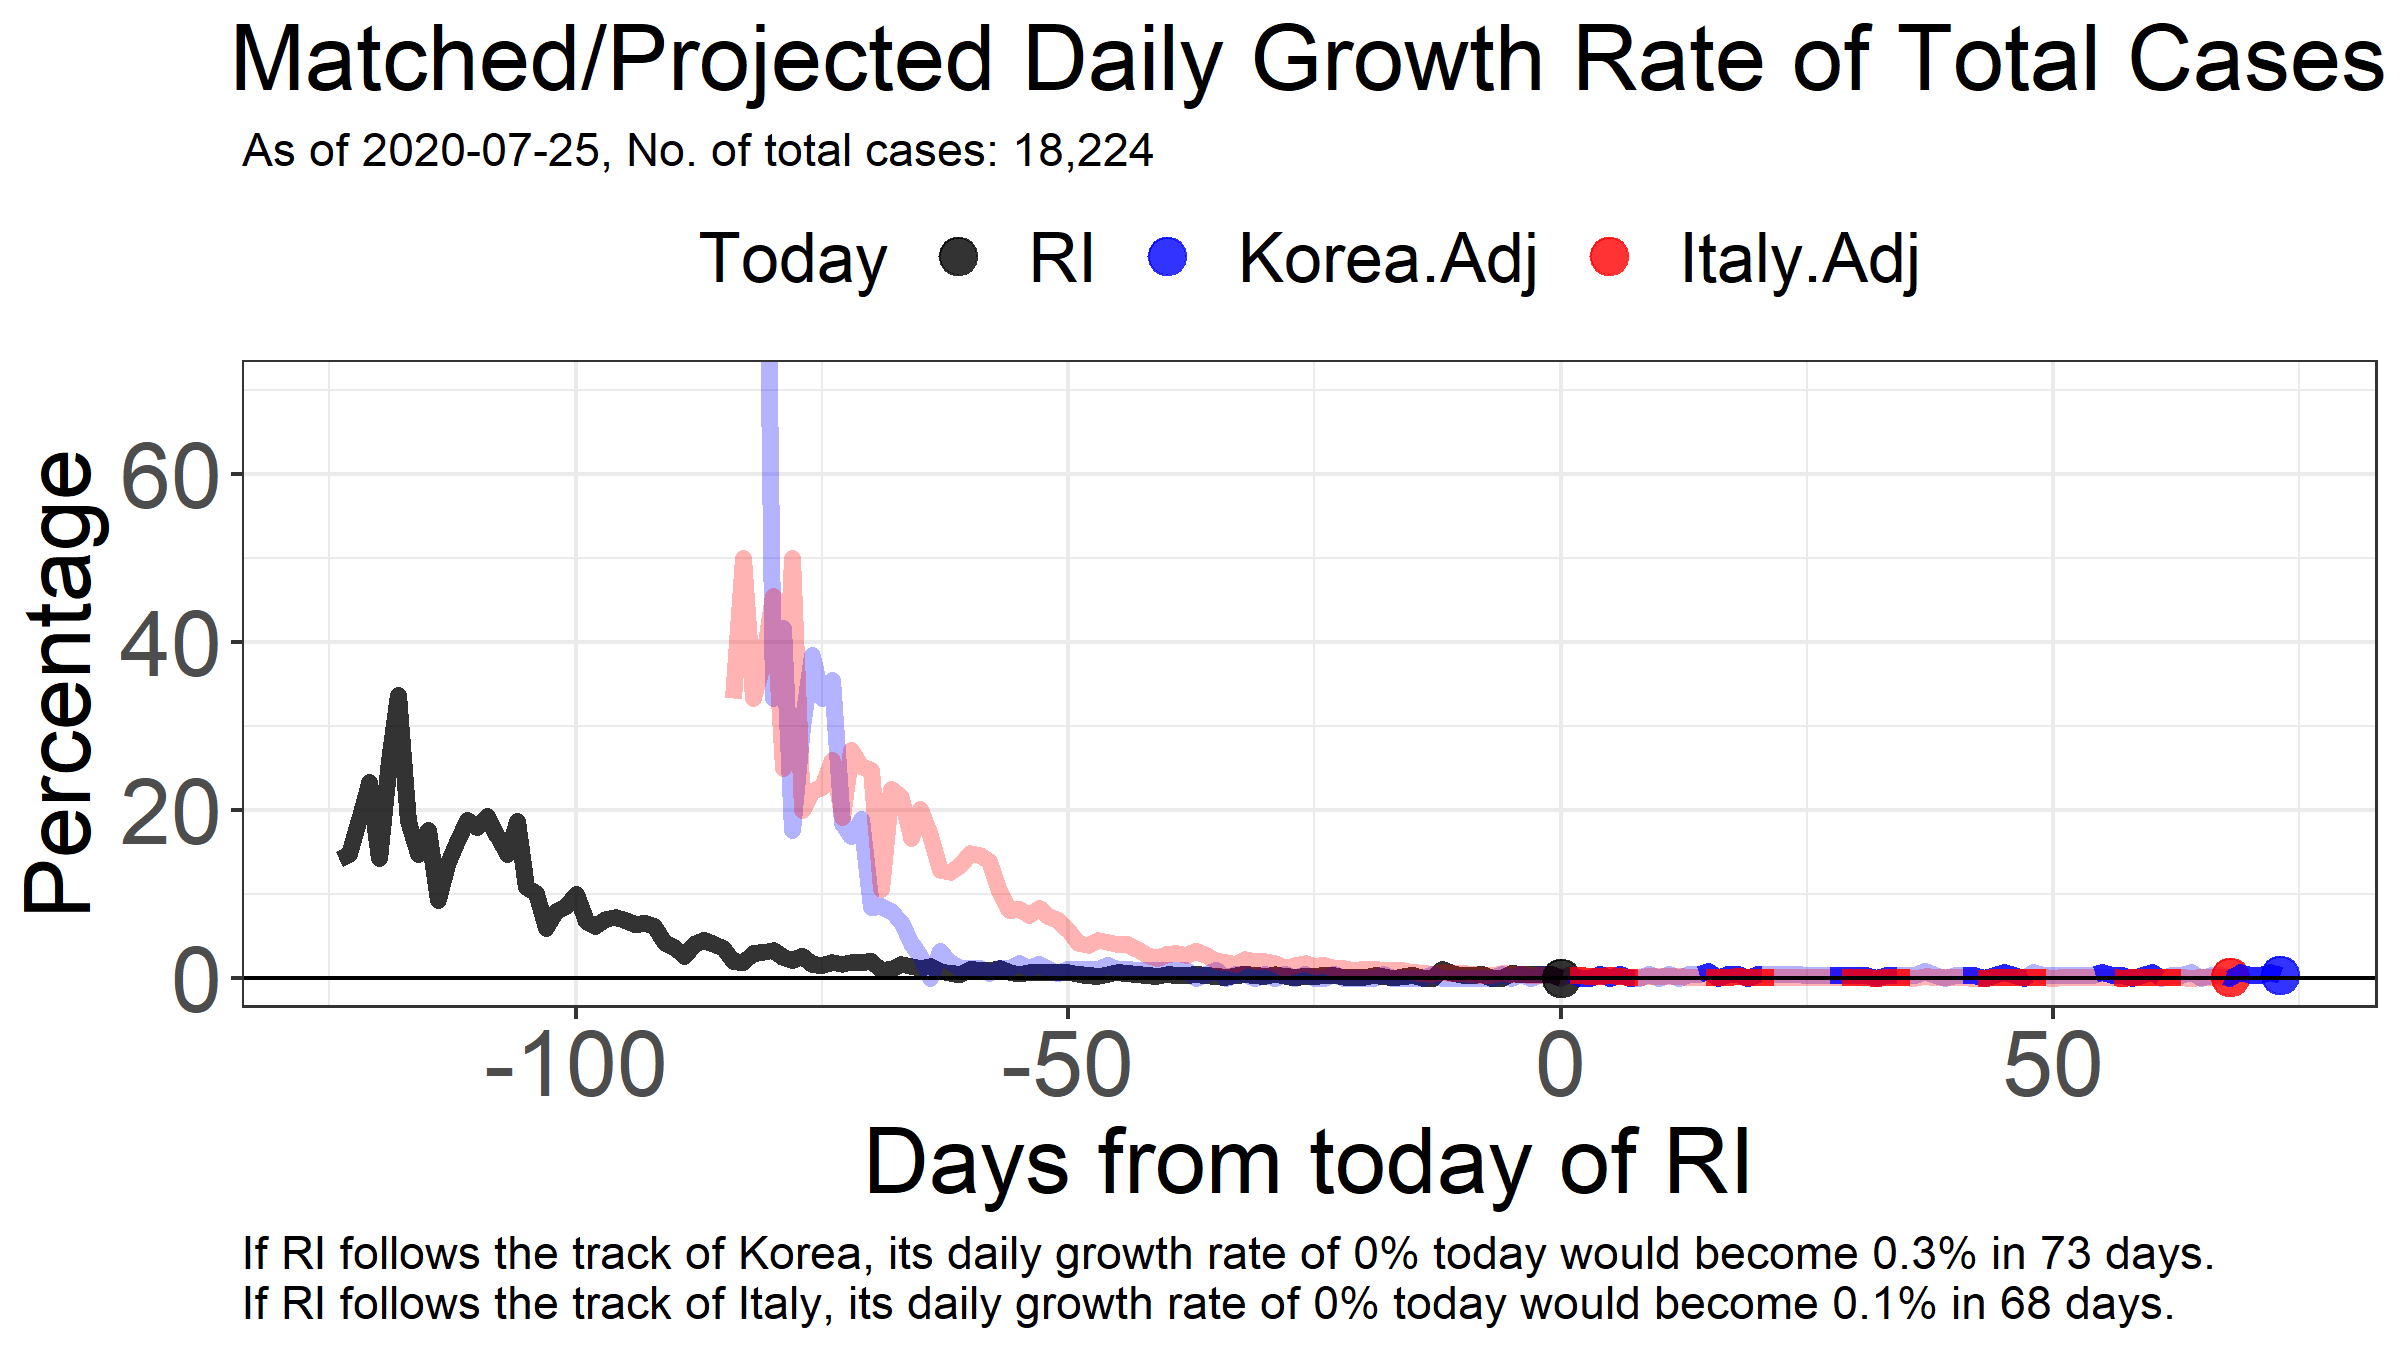 Matched/Projected Daily Growth Rate of Total Cases
As of 2020-07-25, No. of total cases: 18,224
Today RI Korea.Adj Italy.Adj
Percentage
60
40
20
0
-100 -50 0 50
Days from today of RI
If RI follows the track of Korea, its daily growth rate of 0% today would become 0.3% in 73 days.
If RI follows the track of Italy, its daily growth rate of 0% today would become 0.1% in 68 days.